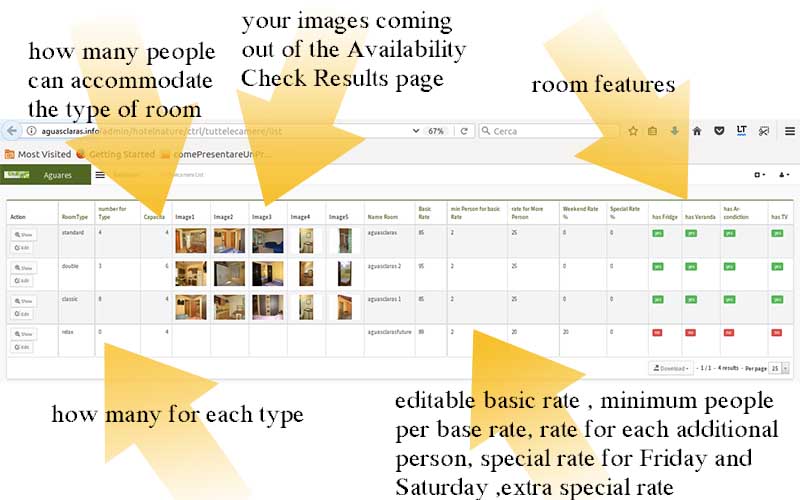 how many people
can accommodate
the type of room
your images coming
out of the Availability
Check Results page
room features
aguasclaras.info/admin/hotelnature/ctrl/tuttelecamere/list
67%
Cerca
Most Visited
Getting Started
comePresentareUnPr...
Aguares
Action RoomType number for Type Capacita Image1 Image2 Image3 Image4 Image5 Name Room Basic Rate min Person for basic Rate rate for More Person Weekend Rate % Special Rate % has Fridge has Veranda has Ar-condiction has TV
Show Edit standard 4 4 aguasclaras 85 2 25 0 0 yes yes yes yes
Show Edit double 3 6 aguasclaras 2 95 2 25 0 0 yes yes yes yes
Show Edit classic 8 4 aguasclaras 1 85 2 25 0 0 yes yes yes yes
Show Edit relax 0 4 aguasclarasfuture 89 2 20 20 0 no no no no
Download - 1 / 1 - 4 results - Per page 25
how many for each type
editable basic rate , minimum people
per base rate, rate for each additional
person, special rate for Friday and
Saturday ,extra special rate